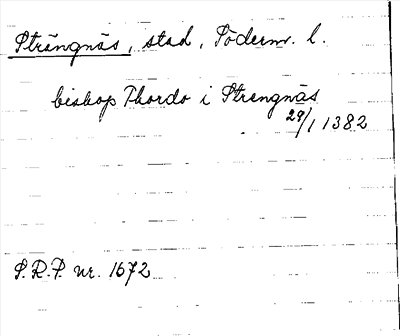 Strängnäs, stad, Söderm. l.
biskop Thordo i Strengnäs
29/1 1382
S.R.P. nr. 1672